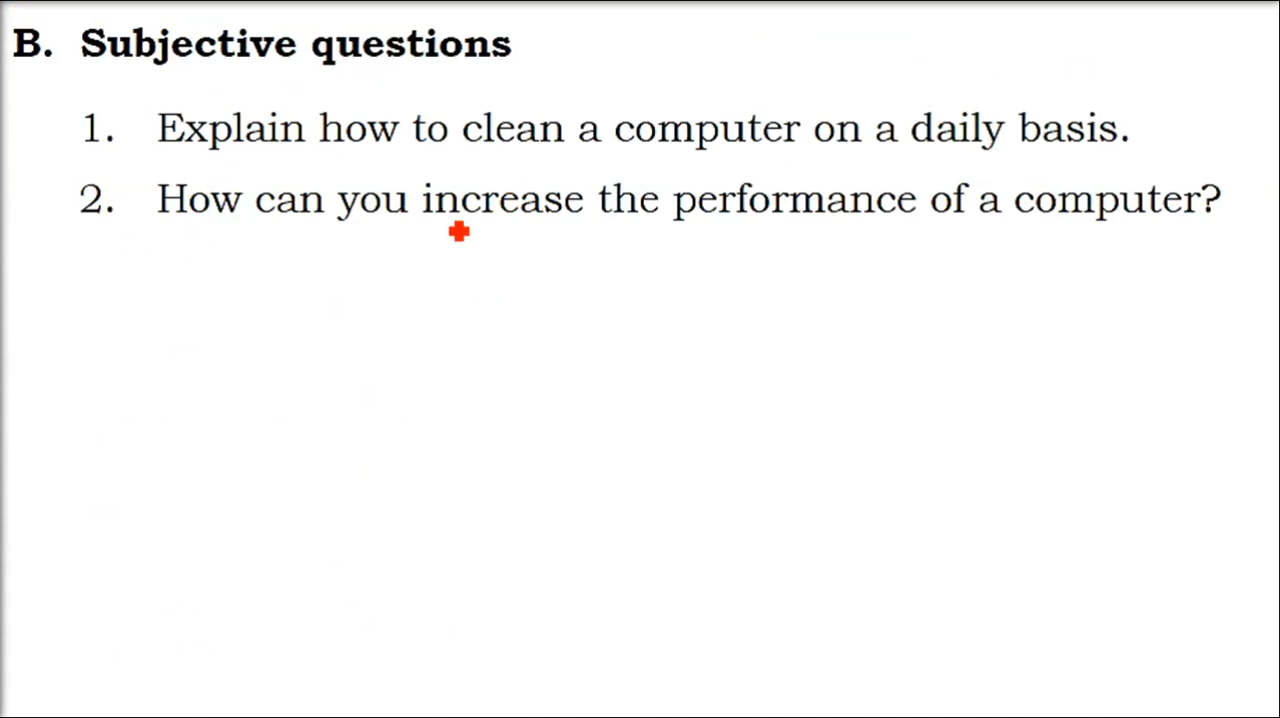 B. Subjective questions
1. Explain how to clean a computer on a daily basis.
2. How can you increase the performance of a computer?